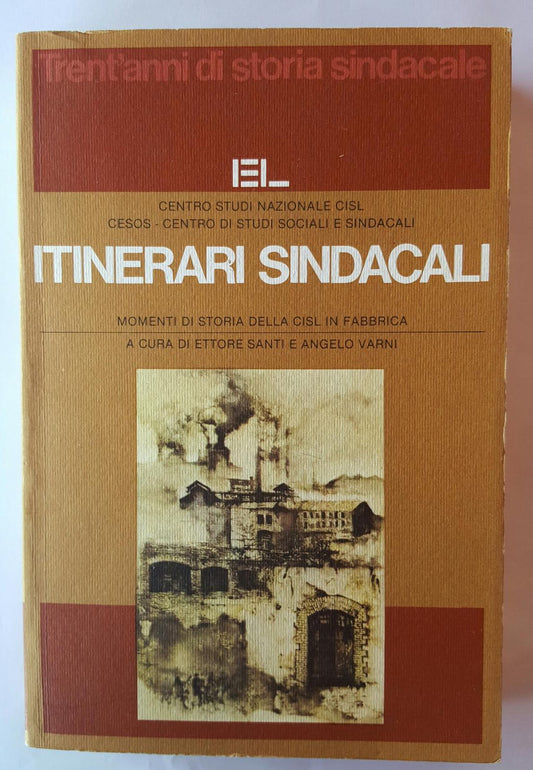 Trent'anni di storia sindacale
EL
CENTRO STUDI NAZIONALE CISL
CESOS - CENTRO DI STUDI SOCIALI E SINDACALI
ITINERARI SINDACALI
MOMENTI DI STORIA DELLA CISL IN FABBRICA
A CURA DI ETTORE SANTI E ANGELO VARNI